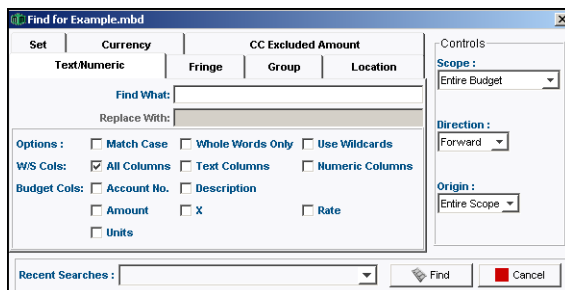 Find for Example.mbd
Set Currency CC Excluded Amount
Text/Numeric Fringe Group Location
Find What:
Replace With:
Options : Match Case Whole Words Only Use Wildcards
W/S Cols: All Columns Text Columns Numeric Columns
Budget Cols: Account No. Description
Amount X Rate
Units
Controls
Scope :
Entire Budget
Direction :
Forward
Origin :
Entire Scope
Recent Searches : Find Cancel